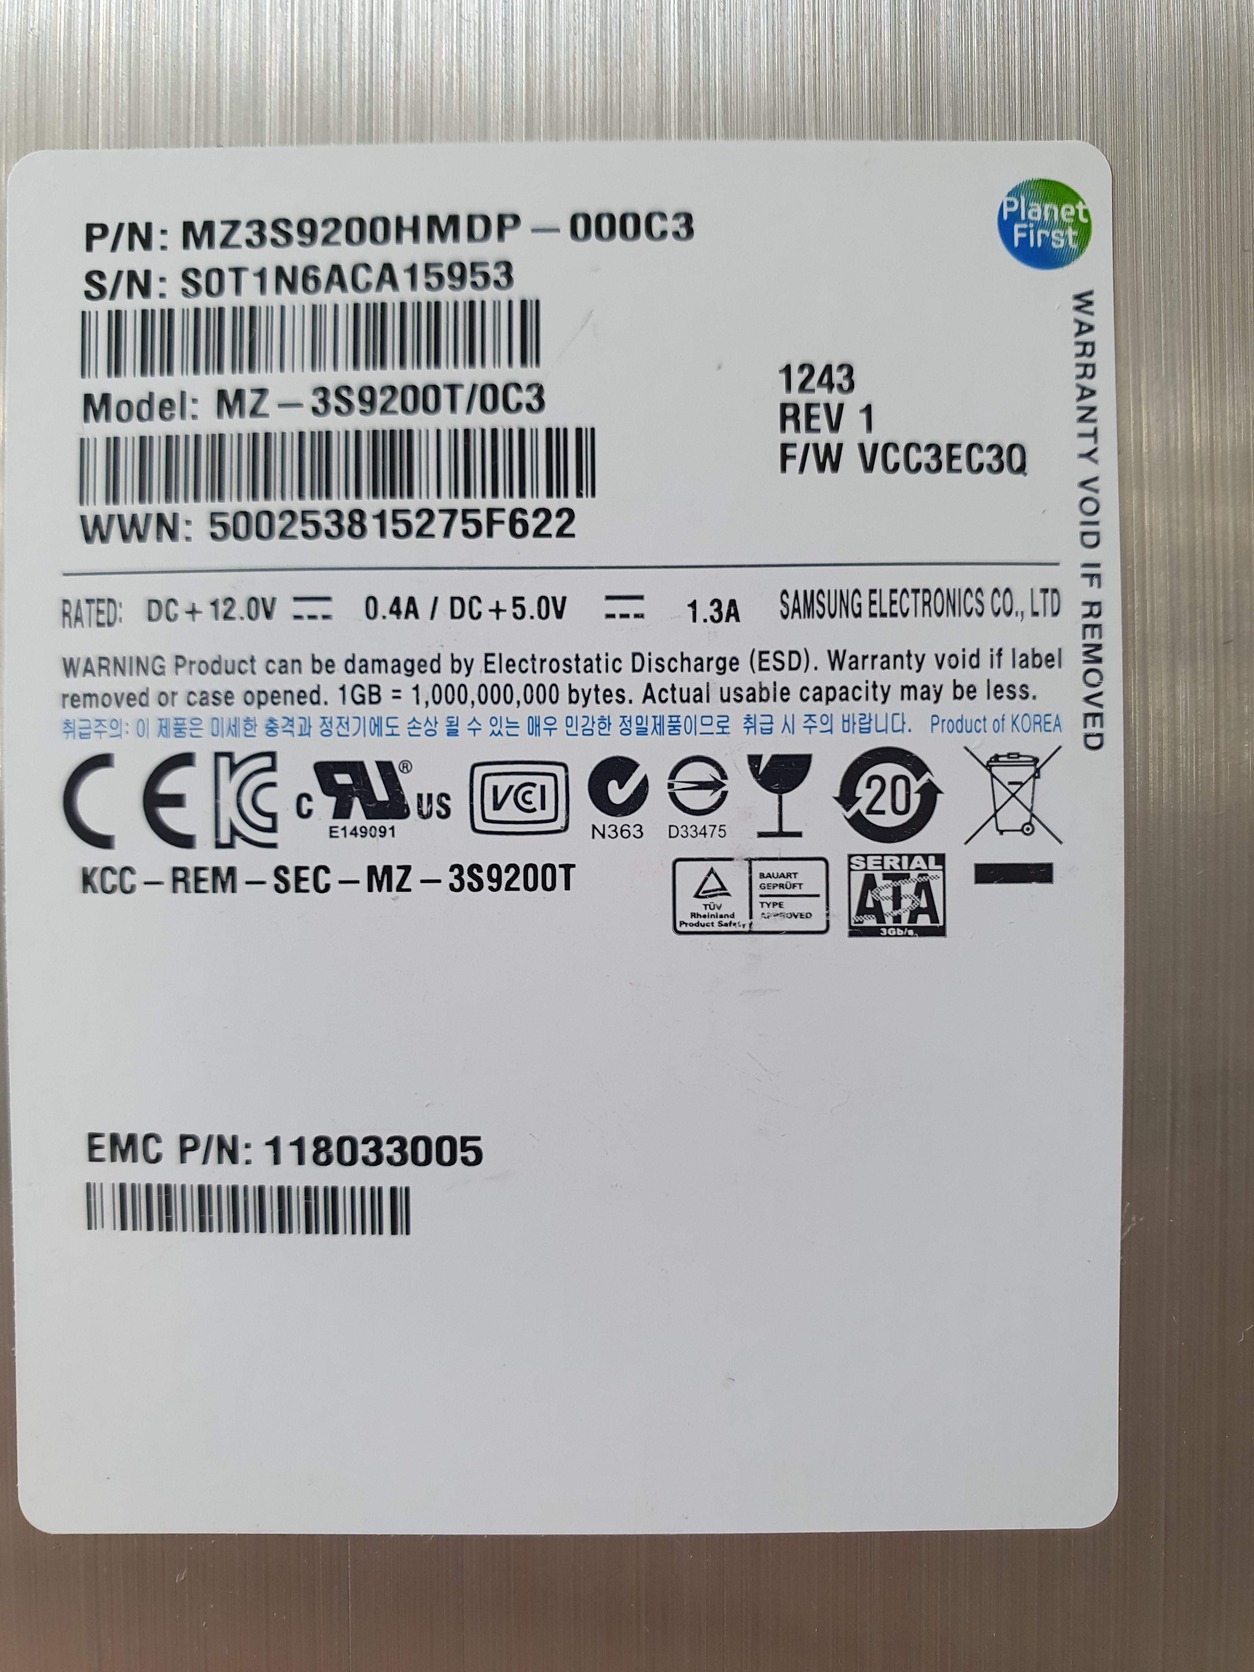 Planet
First
P/N: MZ3S9200HMDP-000C3
S/N: S0T1N6ACA15953
Model: MZ-3S9200T/0C3
1243
REV 1
F/W VCC3EC3Q
WWN: 500253815275F622
WARRANTY VOID IF REMOVED
RATED: DC+12.0V 0.4A / DC+5.0V 1.3A SAMSUNG ELECTRONICS CO., LTD
WARNING Product can be damaged by Electrostatic Discharge (ESD). Warranty void if label
removed or case opened. 1GB = 1,000,000,000 bytes. Actual usable capacity may be less.
취급주의: 이 제품은 미세한 충격과 정전기에도 손상 될 수 있는 매우 민감한 정밀제품이므로 취급 시 주의 바랍니다. Product of KOREA
CE c RU® US VCI 20
E149091 N363 D33475
KCC-REM-SEC-MZ-3S9200T
TÜV
Rheinland
Product Safety
BAUART
GEPRÜFT
TYPE
APPROVED
SERIAL
ATA
3Gb/s
EMC P/N: 118033005